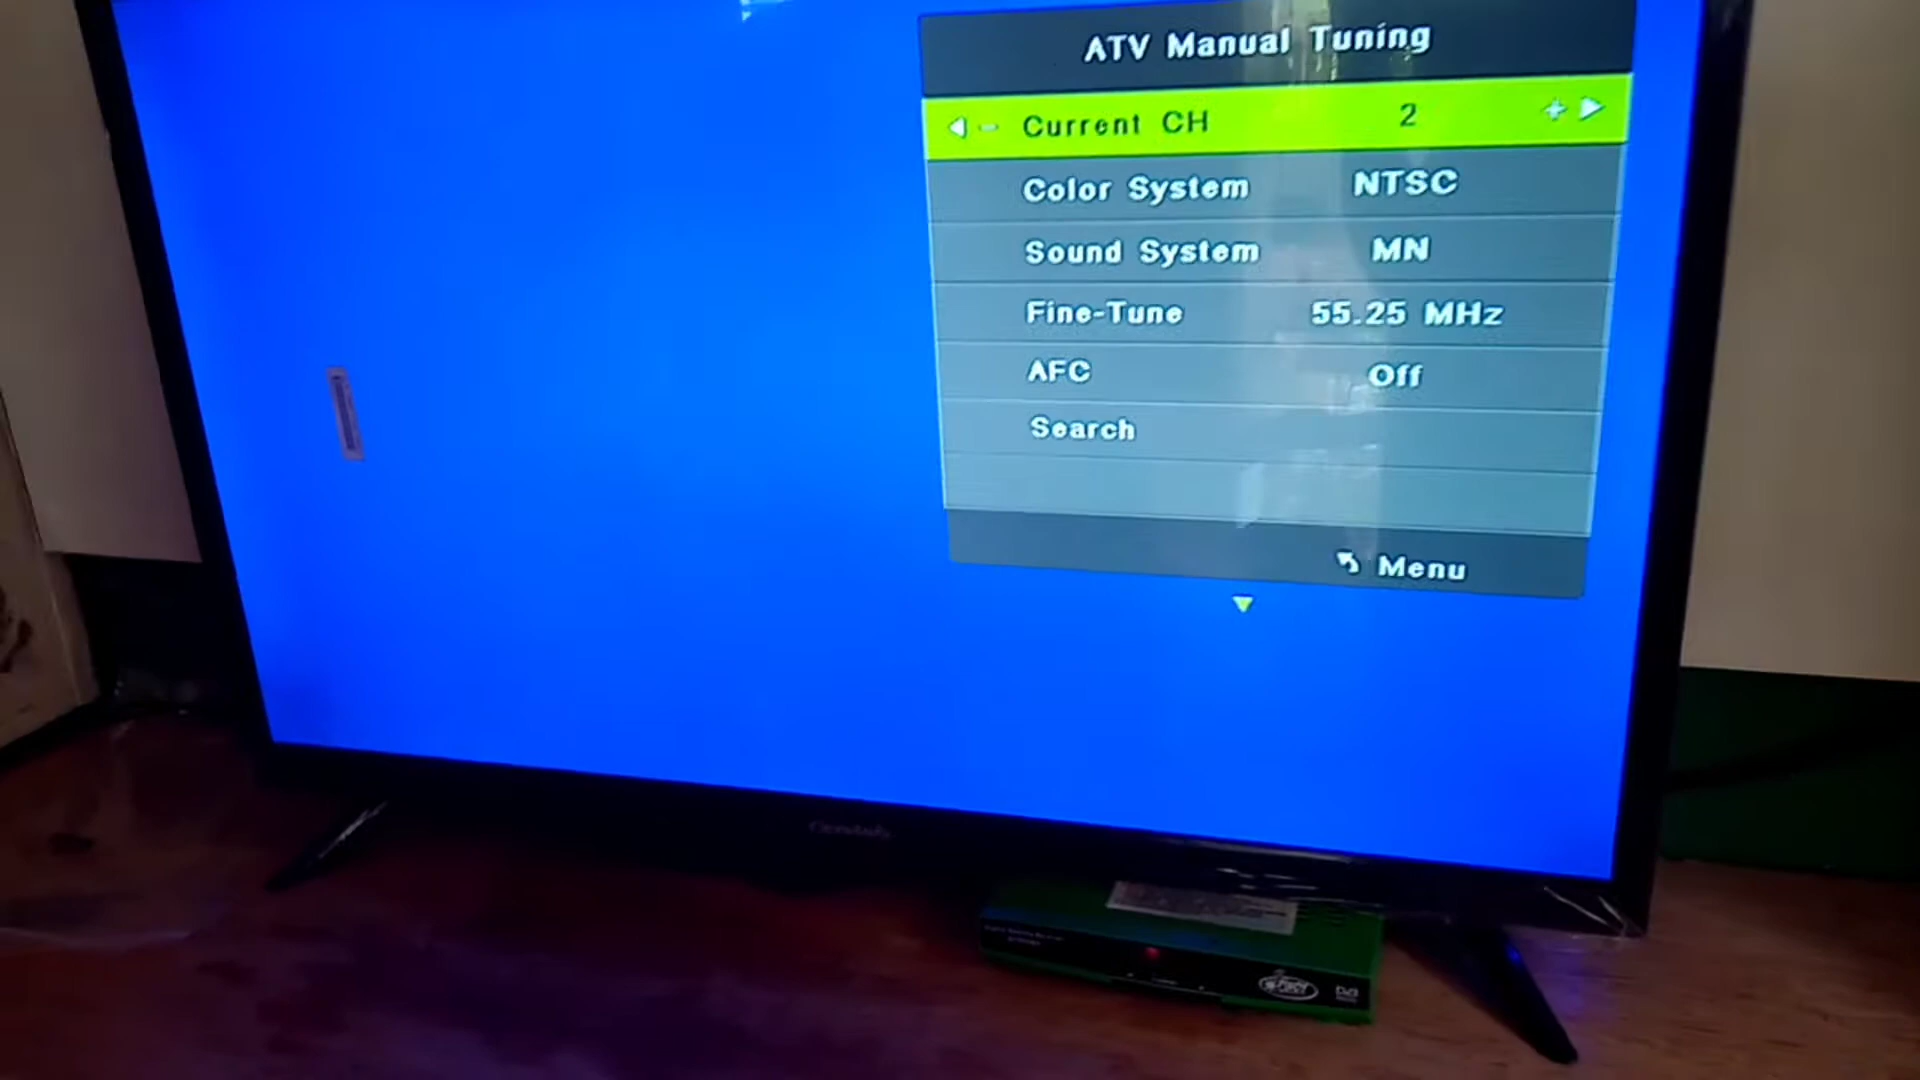 ATV Manual Tuning
Current CH 2
Color System NTSC
Sound System MN
Fine-Tune 55.25 MHz
AFC Off
Search
Menu
DVB